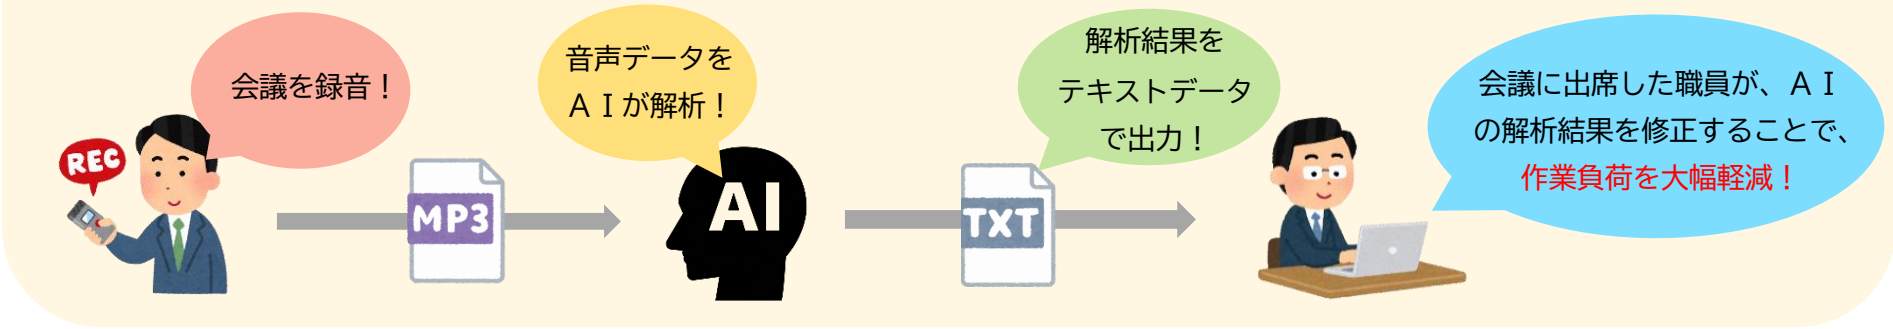 会議を録音！
REC
MP3
音声データを
ＡＩが解析！
AI
解析結果を
テキストデータ
で出力！
TXT
会議に出席した職員が、ＡＩ
の解析結果を修正することで、
作業負荷を大幅軽減！